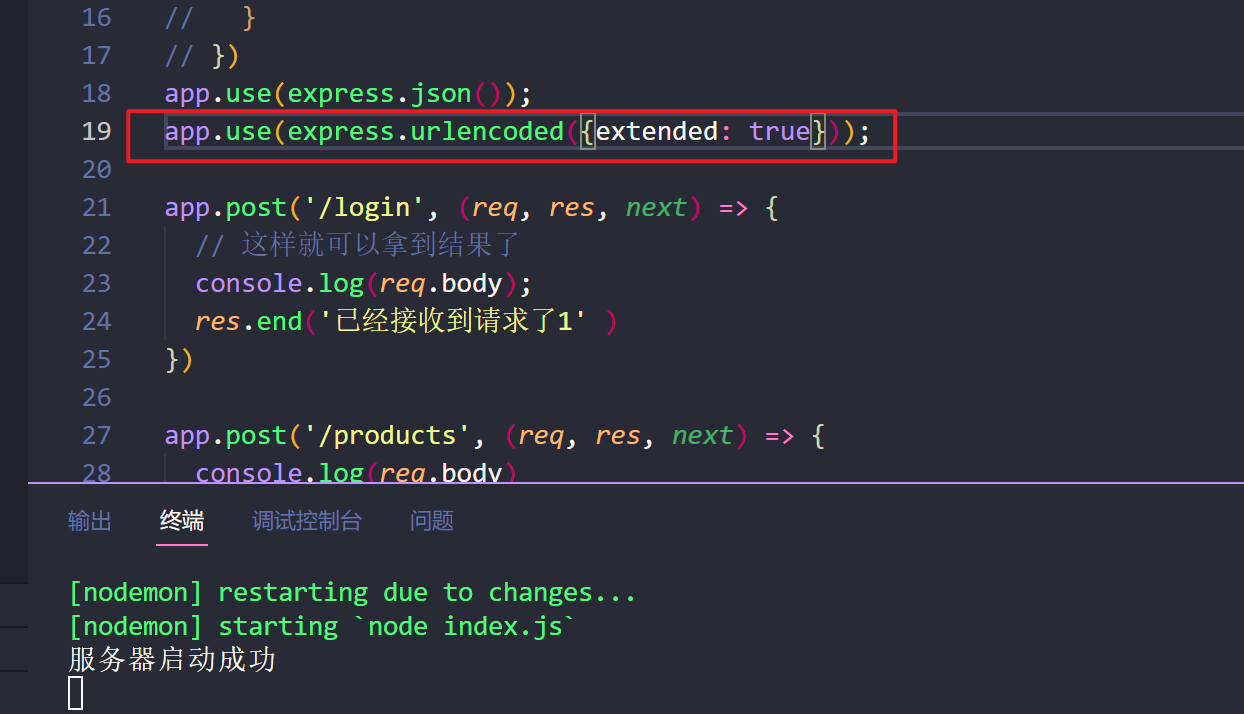 16 //   }
17 // })
18 app.use(express.json());
19 app.use(express.urlencoded({extended: true}));
20
21 app.post('/login', (req, res, next) => {
22   // 这样就可以拿到结果了
23   console.log(req.body);
24   res.end('已经接收到请求了1' )
25 })
26
27 app.post('/products', (req, res, next) => {
28   console.log(req.body)
输出 终端 调试控制台 问题
[nodemon] restarting due to changes...
[nodemon] starting `node index.js`
服务器启动成功